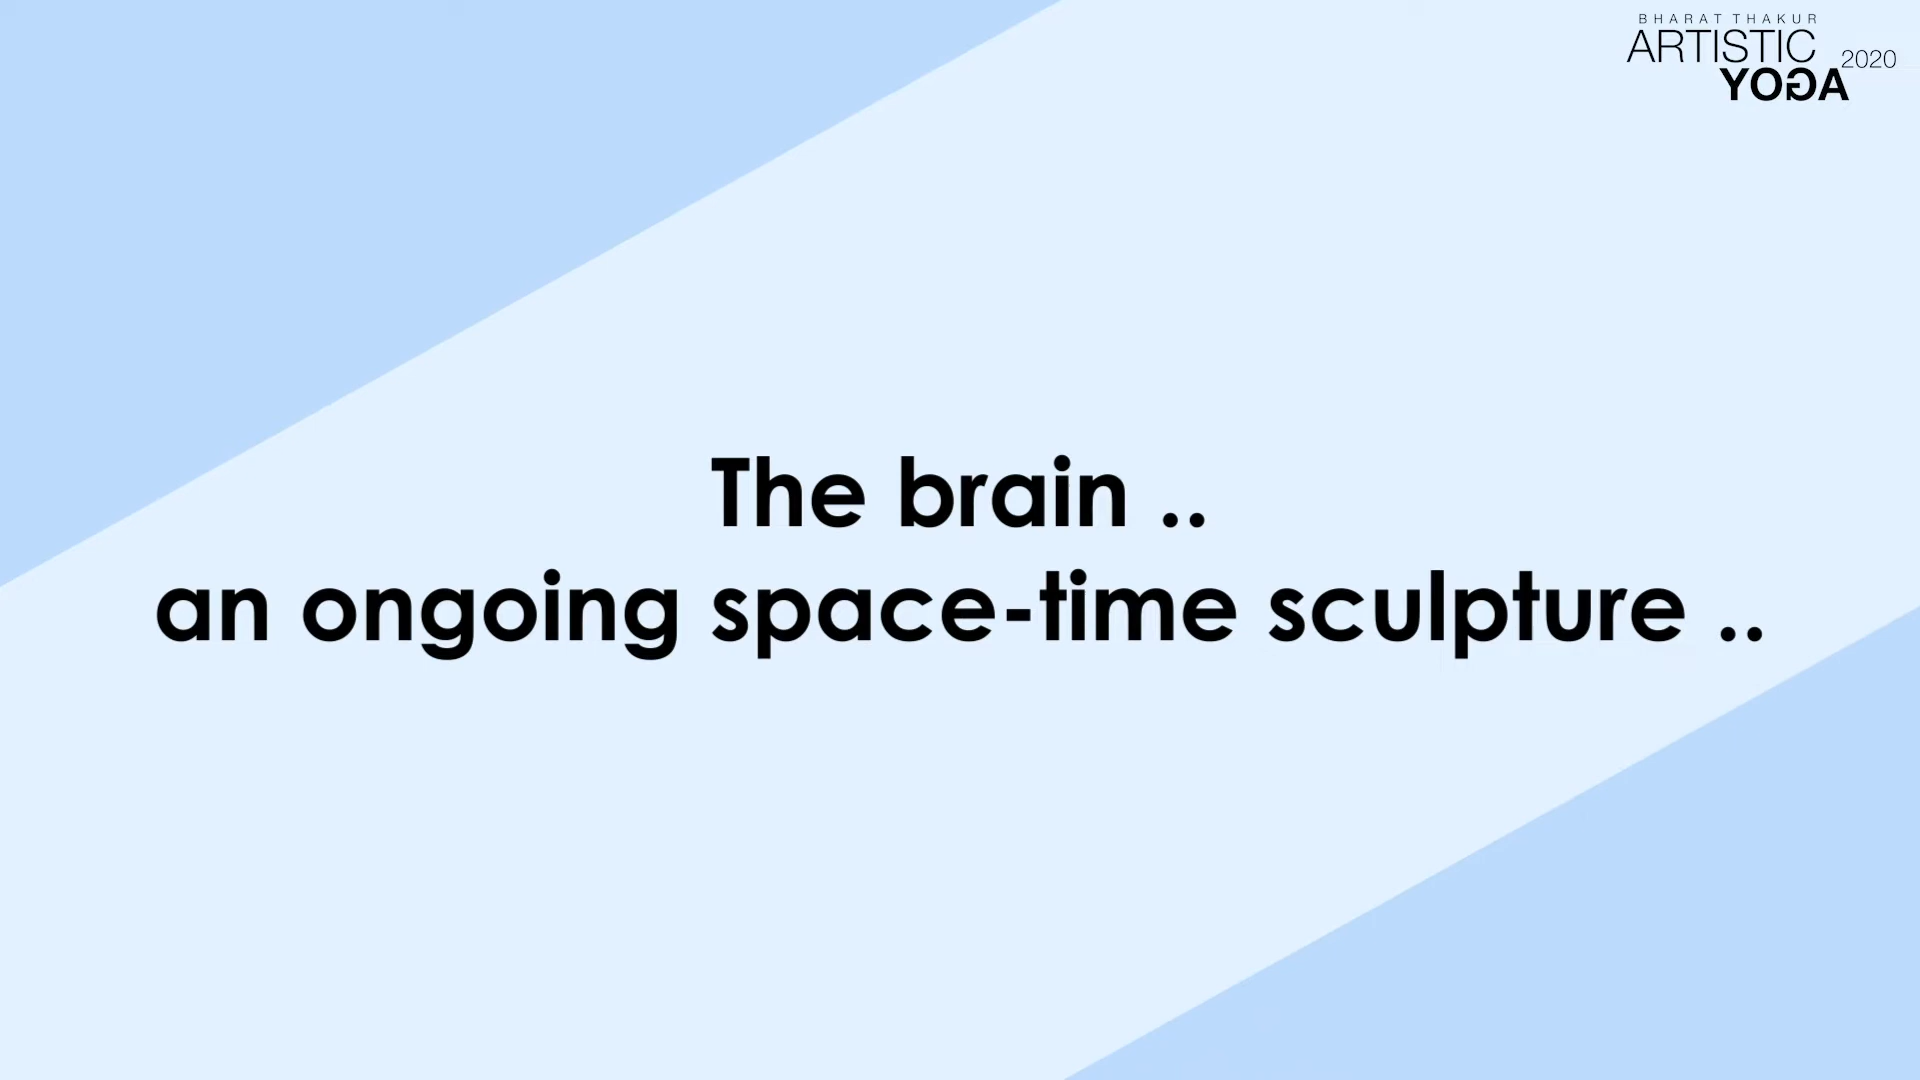 BHARAT THAKUR
ARTISTIC
YOGA 2020
The brain ..
an ongoing space-time sculpture ..